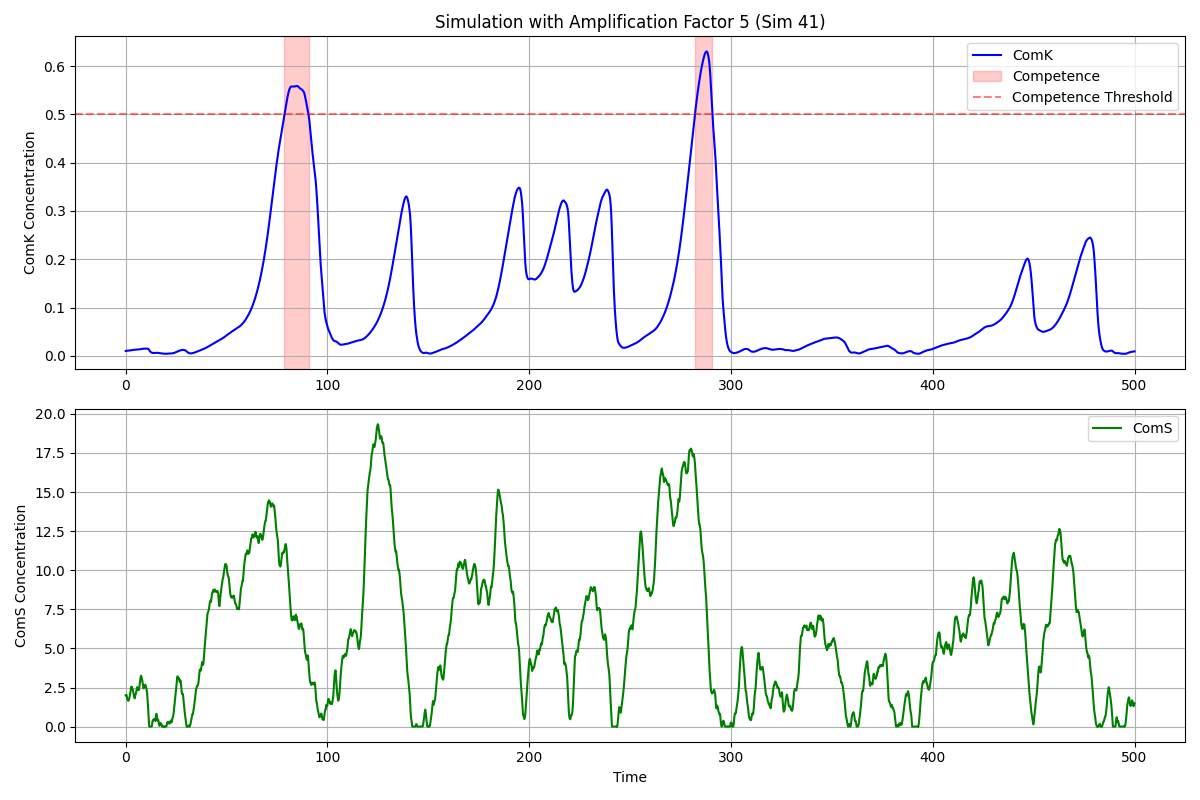 Simulation with Amplification Factor 5 (Sim 41)
ComK Concentration
0.6
0.5
0.4
0.3
0.2
0.1
0.0
ComK
Competence
Competence Threshold
0 100 200 300 400 500
ComS Concentration
20.0
17.5
15.0
12.5
10.0
7.5
5.0
2.5
0.0
ComS
0 100 200 300 400 500
Time